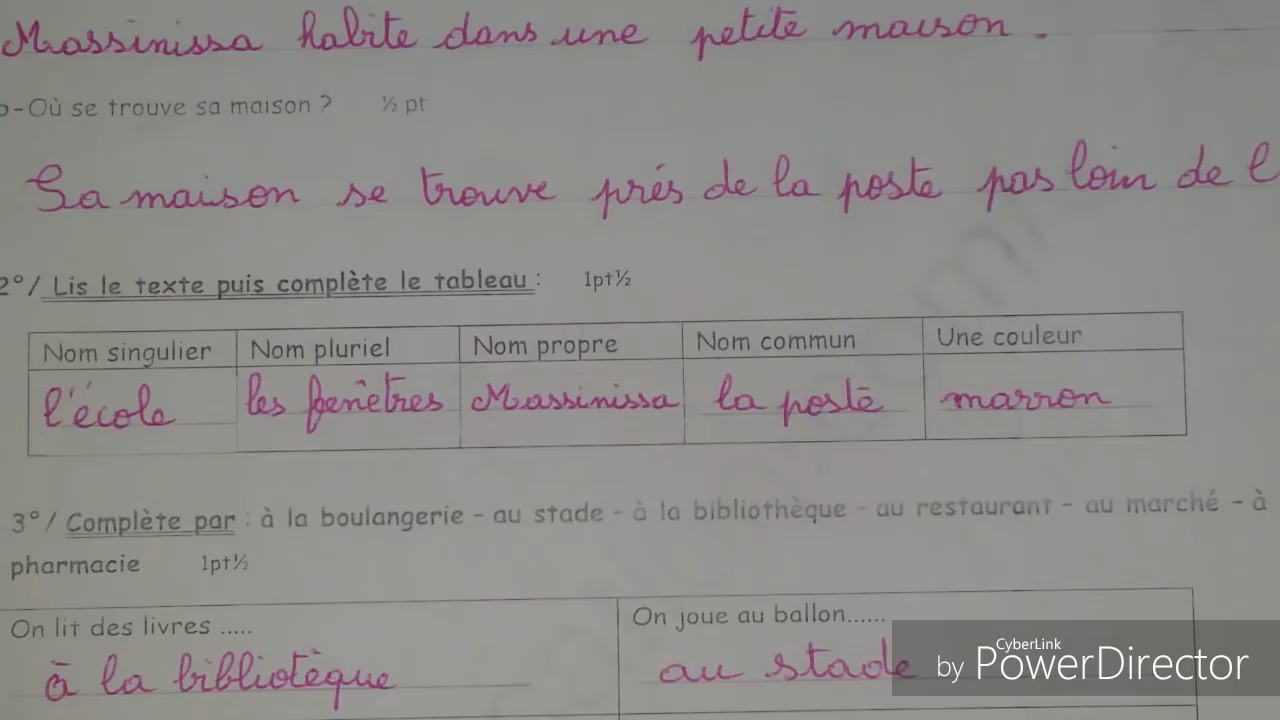 Massinissa habite dans une petite maison.
b-Où se trouve sa maison ? ½ pt
Sa maison se trouve prés de la poste pas loin de l
2°/ Lis le texte puis complète le tableau : 1pt½
Nom singulier Nom pluriel Nom propre Nom commun Une couleur
l'école les fenêtres Massinissa la poste marron
3°/ Complète par : à la boulangerie - au stade - à la bibliothèque - au restaurant - au marché - à
pharmacie 1pt½
On lit des livres ..... On joue au ballon......
à la bibliotèque au stade
CyberLink
by PowerDirector